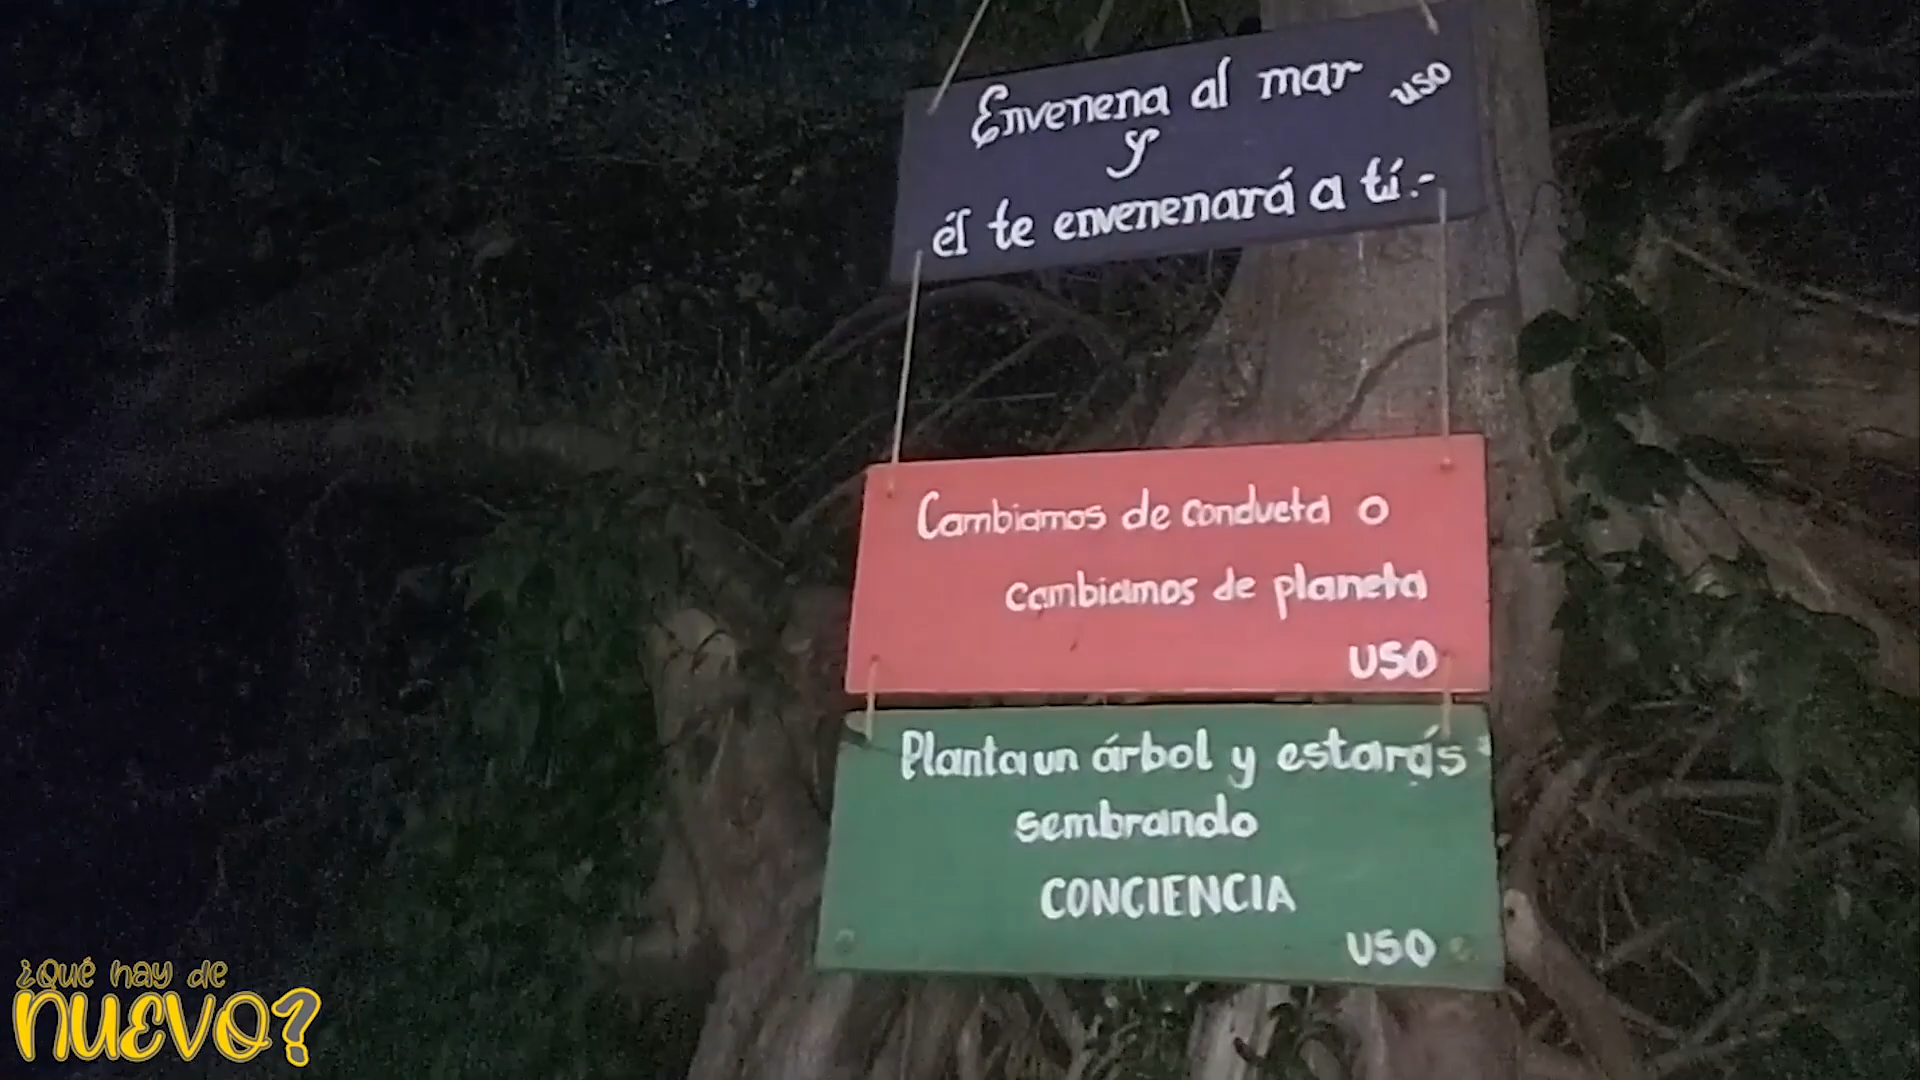 Envenena al mar
y
él te envenenará a tí.-
USO
Cambiamos de conducta o
cambiamos de planeta
USO
Planta un árbol y estarás
sembrando
CONCIENCIA
USO
¿Qué hay de
NUEVO?